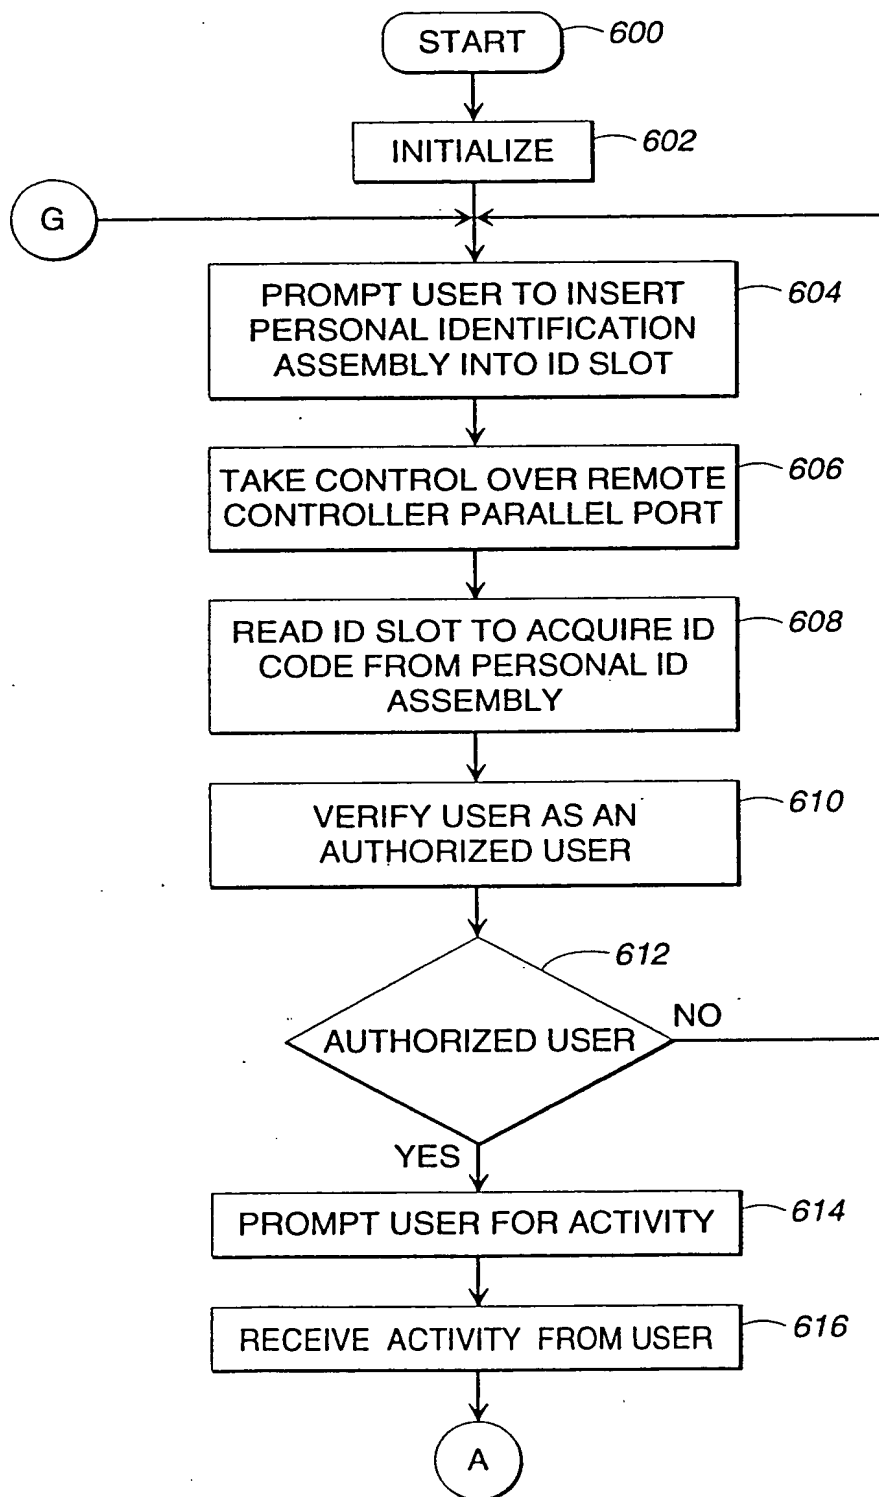 START
600
INITIALIZE
602
G
PROMPT USER TO INSERT
PERSONAL IDENTIFICATION
ASSEMBLY INTO ID SLOT
604
TAKE CONTROL OVER REMOTE
CONTROLLER PARALLEL PORT
606
READ ID SLOT TO ACQUIRE ID
CODE FROM PERSONAL ID
ASSEMBLY
608
VERIFY USER AS AN
AUTHORIZED USER
610
612
AUTHORIZED USER
NO
YES
PROMPT USER FOR ACTIVITY
614
RECEIVE ACTIVITY FROM USER
616
A